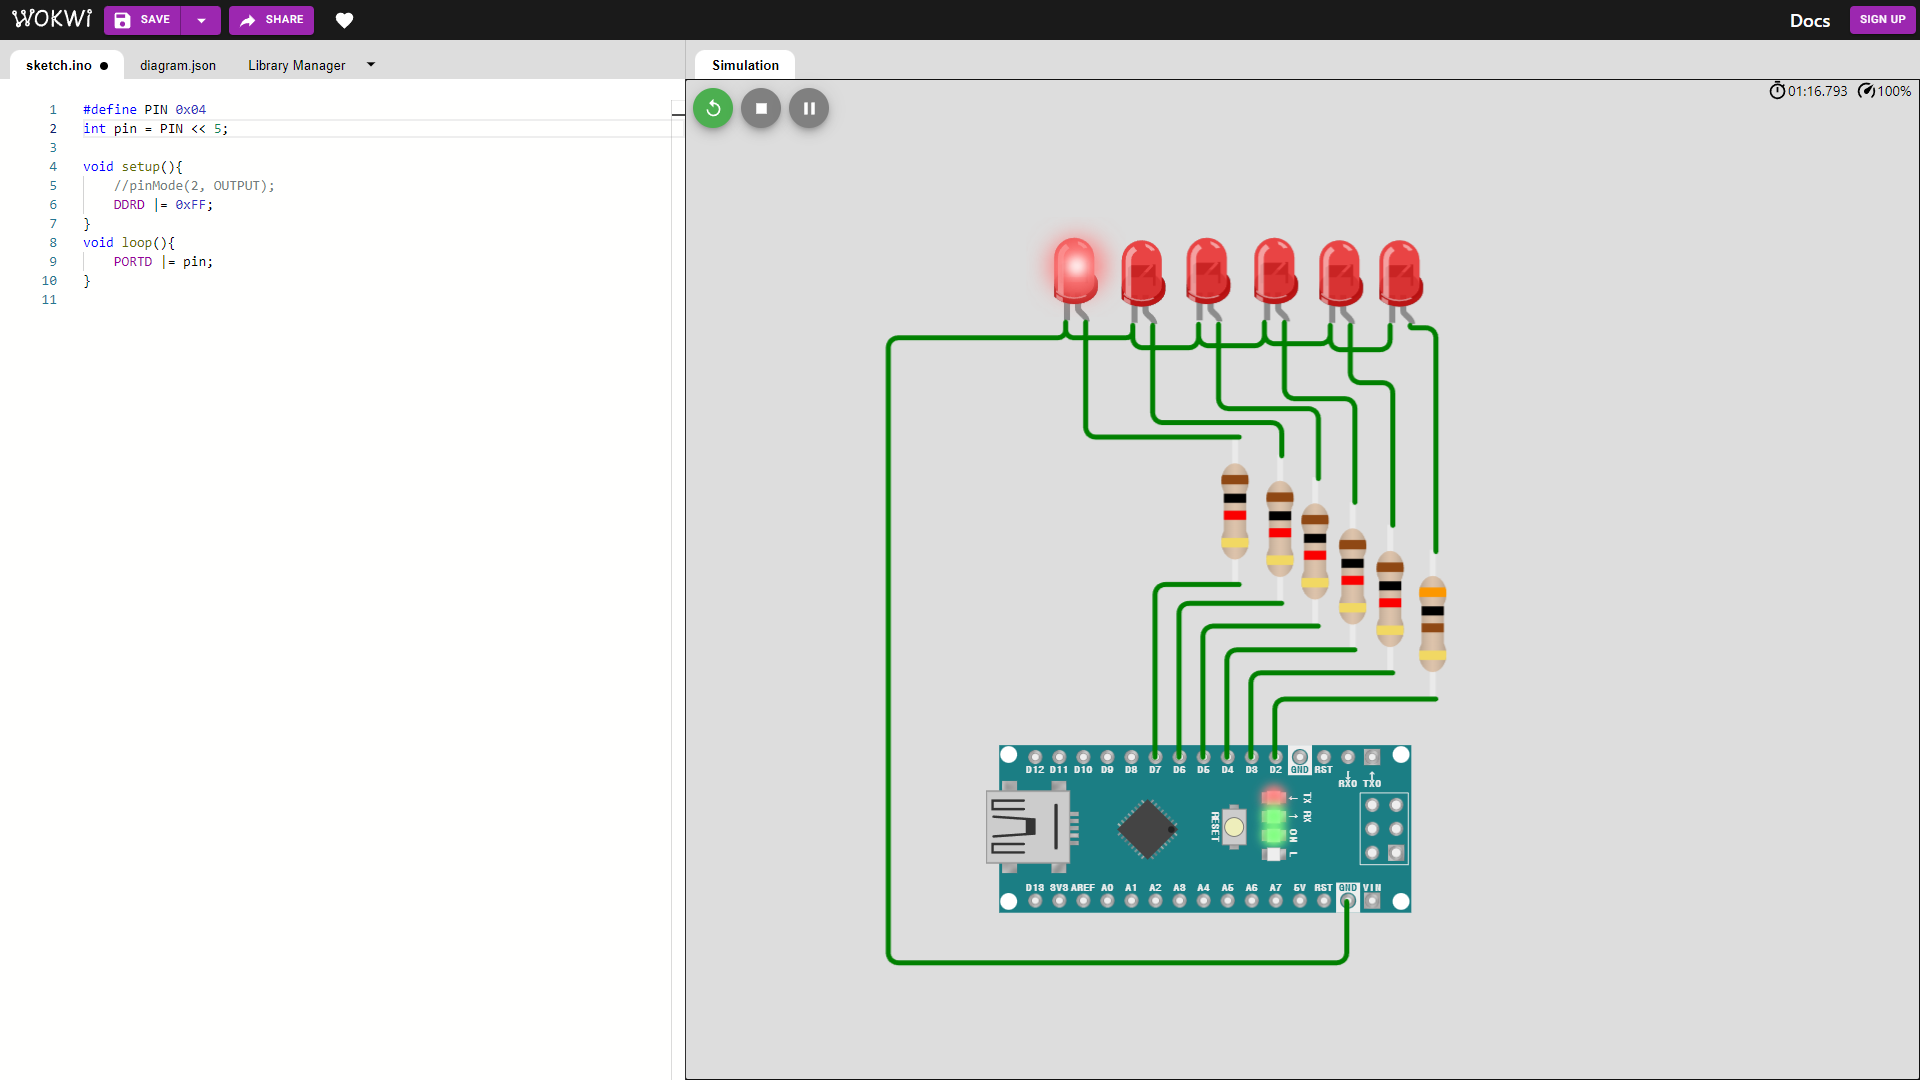 WOKWi SAVE SHARE Docs SIGN UP
sketch.ino diagram.json Library Manager Simulation
01:16.793 100%
1 #define PIN 0x04
2 int pin = PIN << 5;
3
4 void setup(){
5 //pinMode(2, OUTPUT);
6 DDRD |= 0xFF;
7 }
8 void loop(){
9 PORTD |= pin;
10 }
11
D12 D11 D10 D9 D8 D7 D6 D5 D4 D3 D2 GND RST
RX0 TX0
RESET
TX RX ON L
D13 3V3 AREF A0 A1 A2 A3 A4 A5 A6 A7 5V RST GND VIN